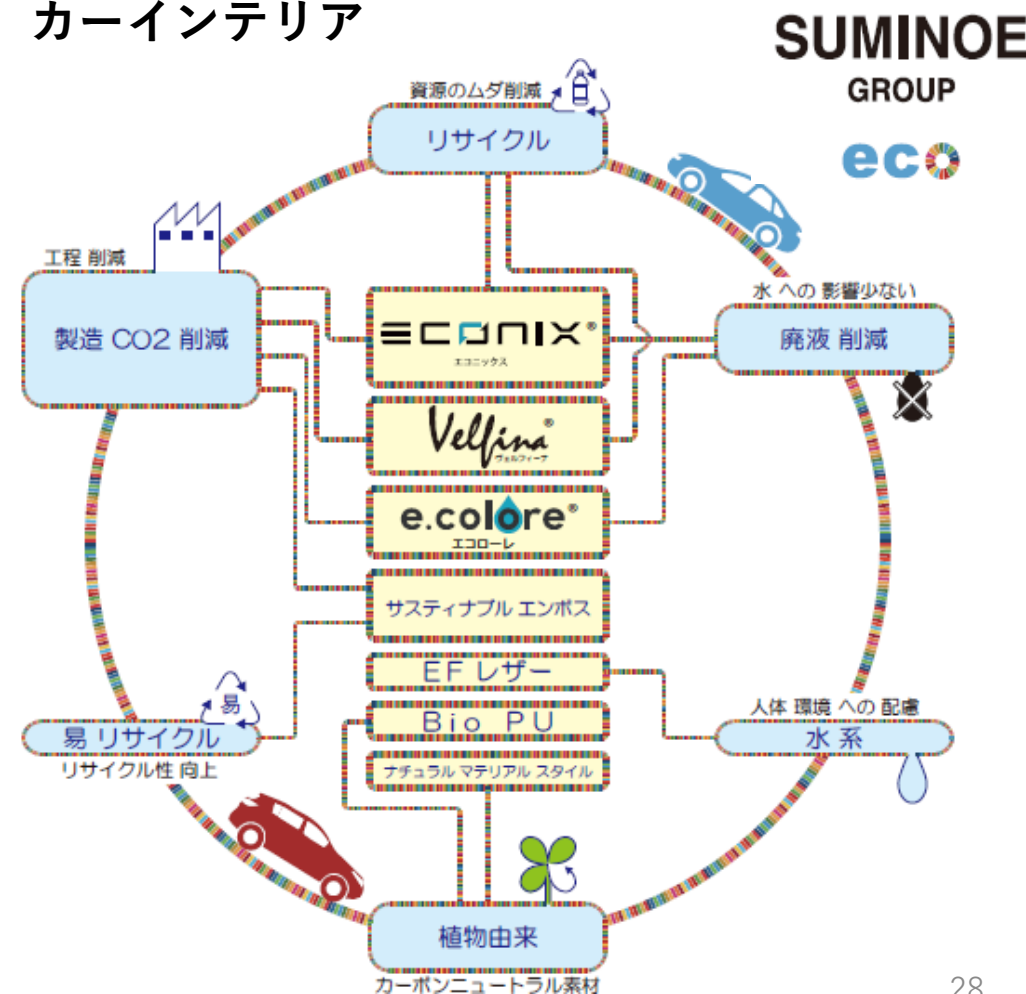 カーインテリア
SUMINOE
GROUP
eco
資源のムダ削減
リサイクル
工程 削減
製造 CO2 削減
水 への 影響少ない
廃液 削減
ECONIX®
エコニックス
Velfina®
ヴェルフィーナ
e.colore®
エコローレ
サスティナブル エンボス
EF レザー
Bio PU
ナチュラル マテリアル スタイル
易
易 リサイクル
リサイクル性 向上
人体 環境 への 配慮
水 系
植物由来
カーボンニュートラル素材
28